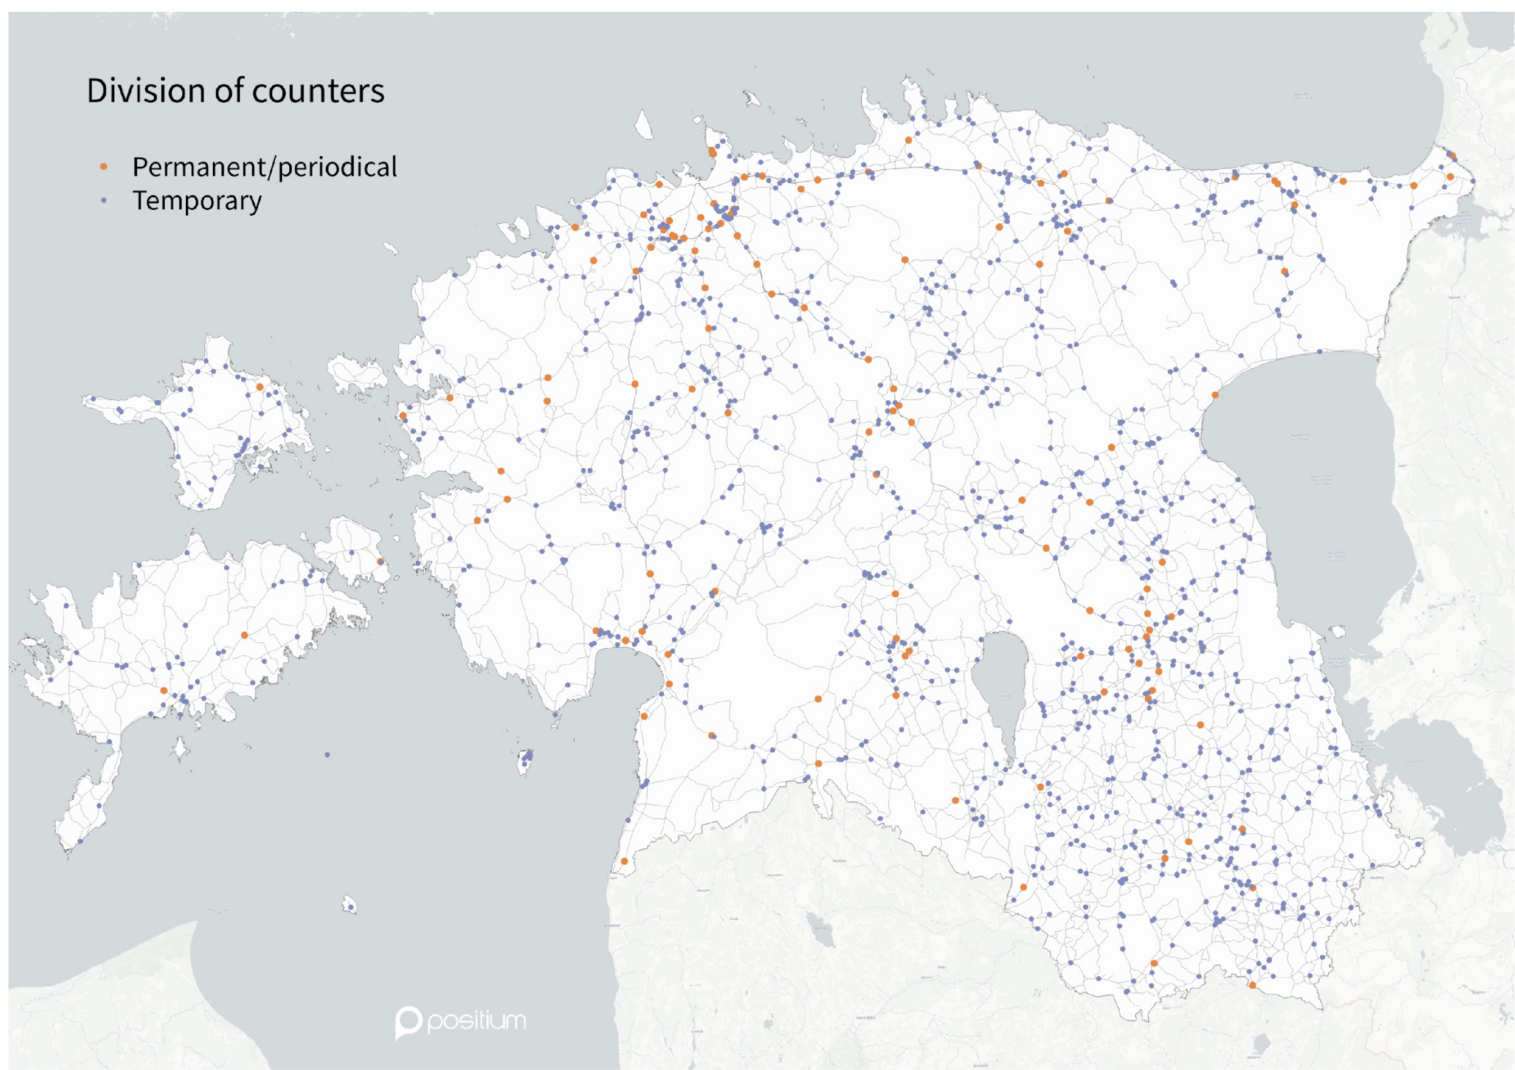 Division of counters
Permanent/periodical
Temporary
positium